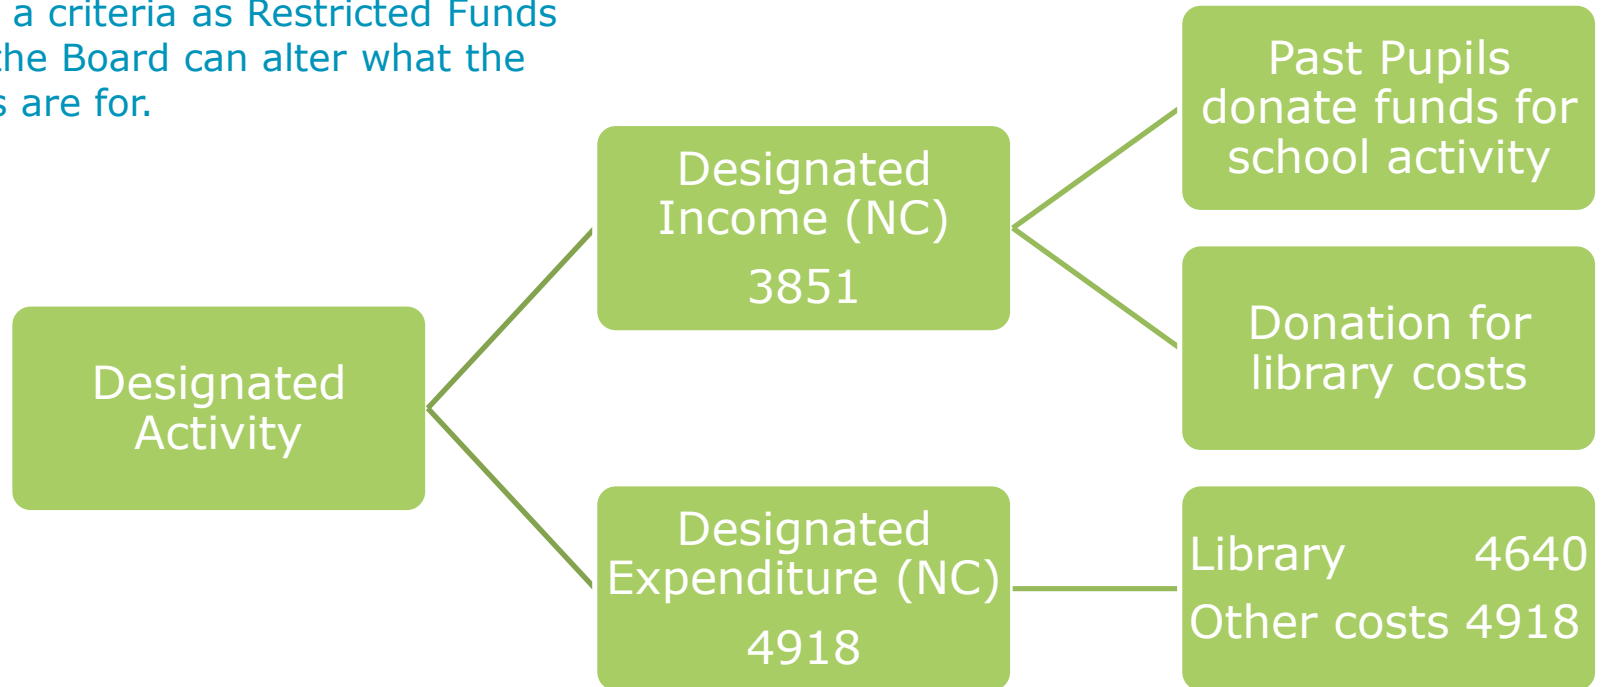 a criteria as Restricted Funds
the Board can alter what the
s are for.
Designated
Activity
Designated
Income (NC)
3851
Designated
Expenditure (NC)
4918
Past Pupils
donate funds for
school activity
Donation for
library costs
Library 4640
Other costs 4918